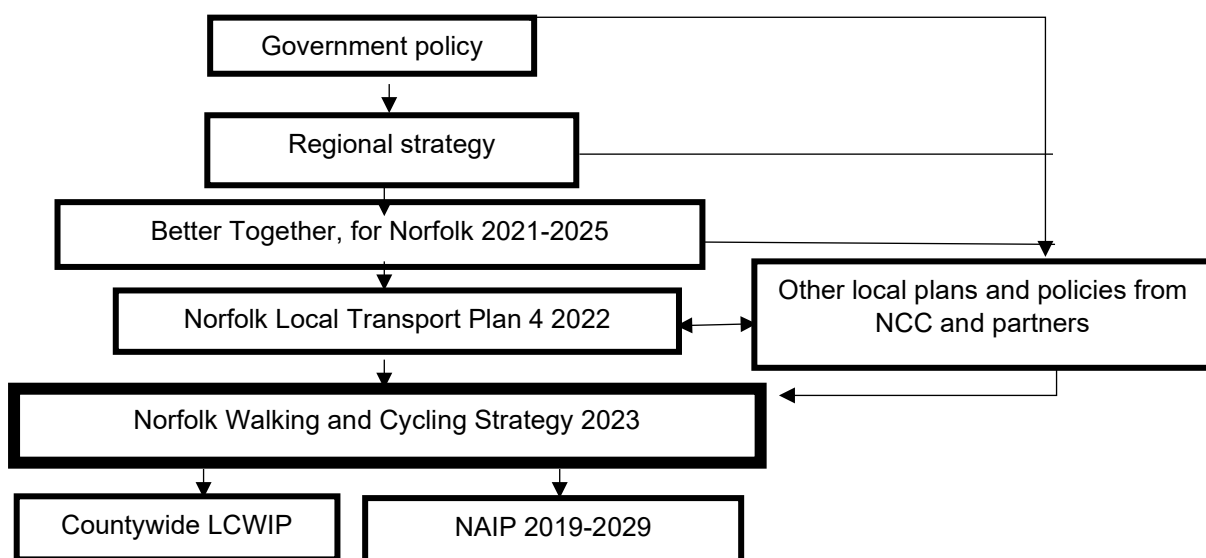 Government policy
Regional strategy
Better Together, for Norfolk 2021-2025
Norfolk Local Transport Plan 4 2022
Other local plans and policies from
NCC and partners
Norfolk Walking and Cycling Strategy 2023
Countywide LCWIP
NAIP 2019-2029